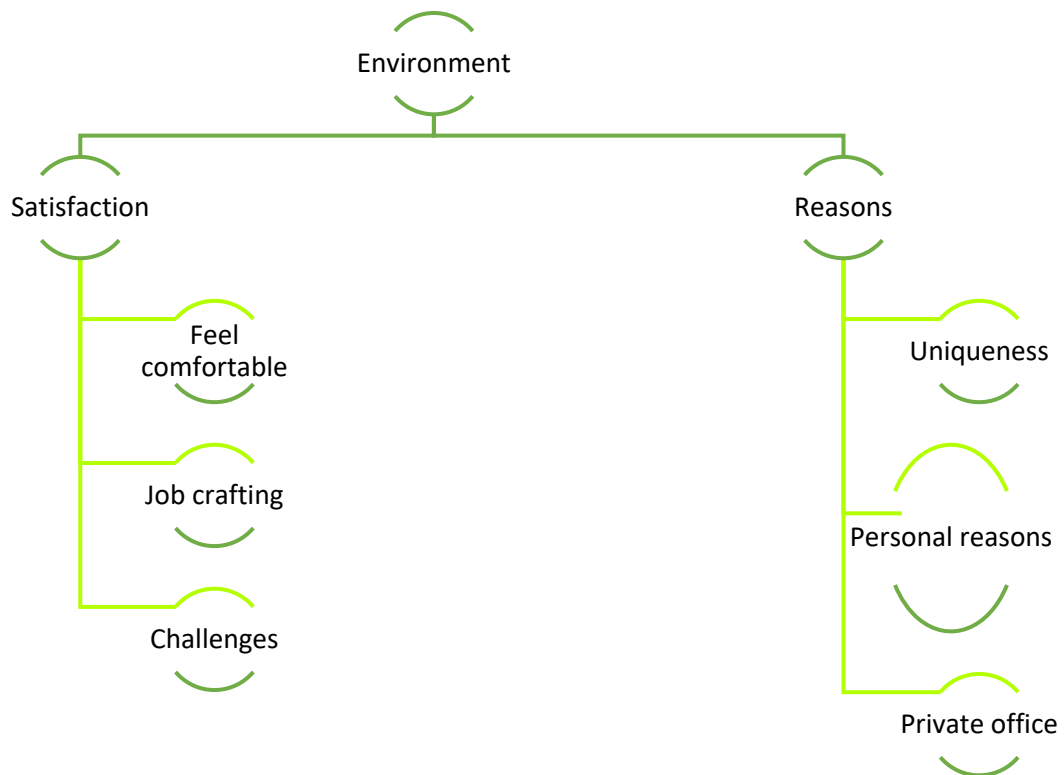 Environment
Satisfaction
Reasons
Feel
comfortable
Uniqueness
Job crafting
Personal reasons
Challenges
Private office